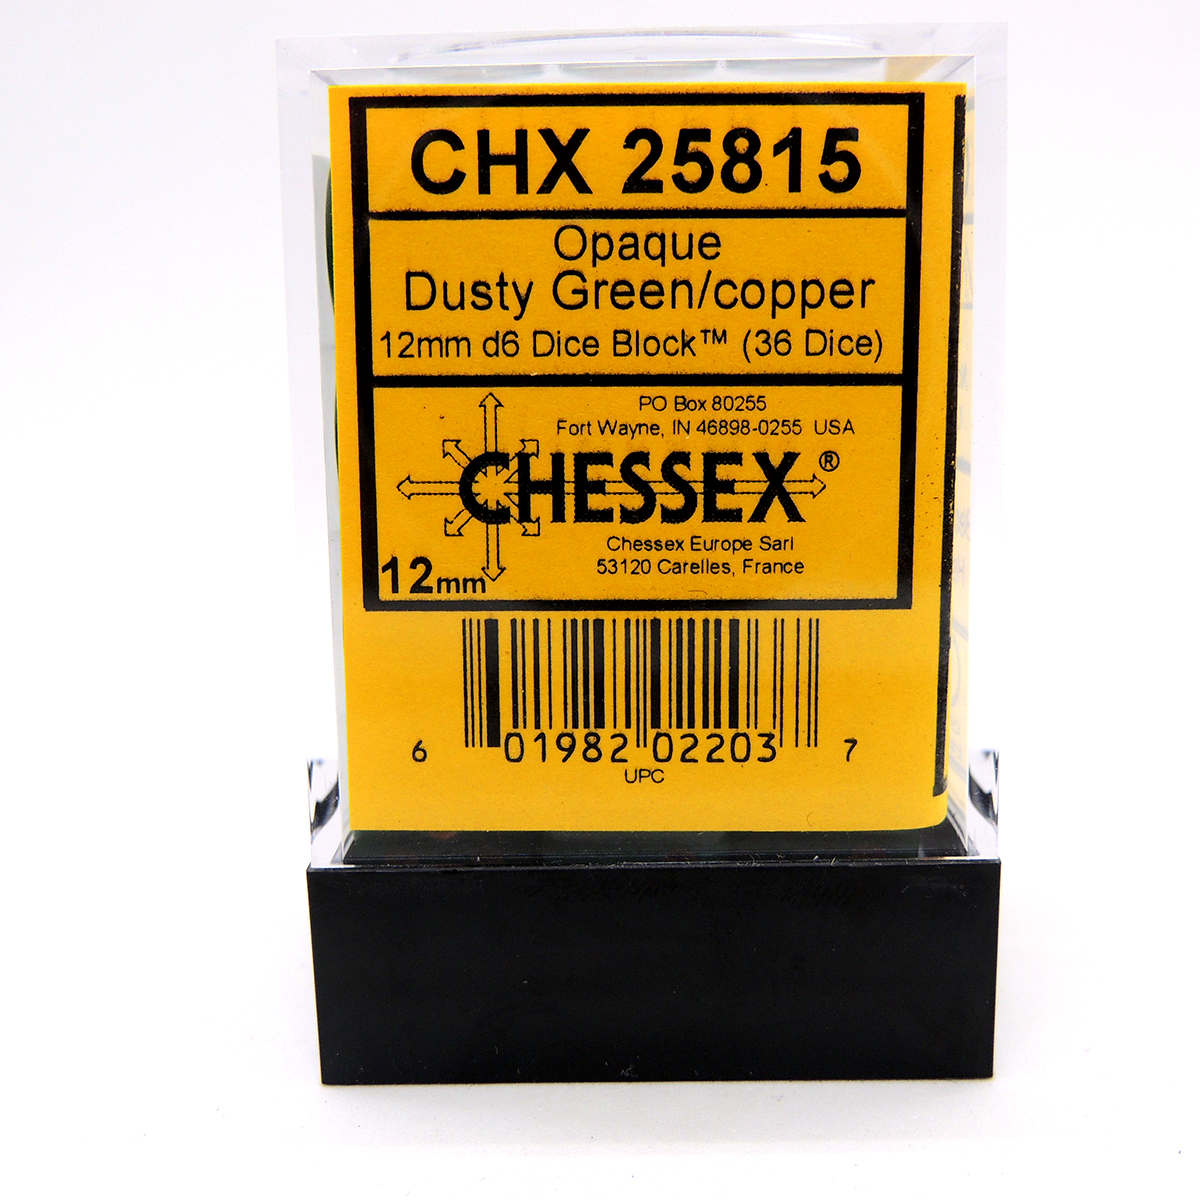 CHX 25815
Opaque
Dusty Green/copper
12mm d6 Dice Block™ (36 Dice)
PO Box 80255
Fort Wayne, IN 46898-0255 USA
CHESSEX®
Chessex Europe Sarl
53120 Carelles, France
12mm
6 01982 02203 7
UPC